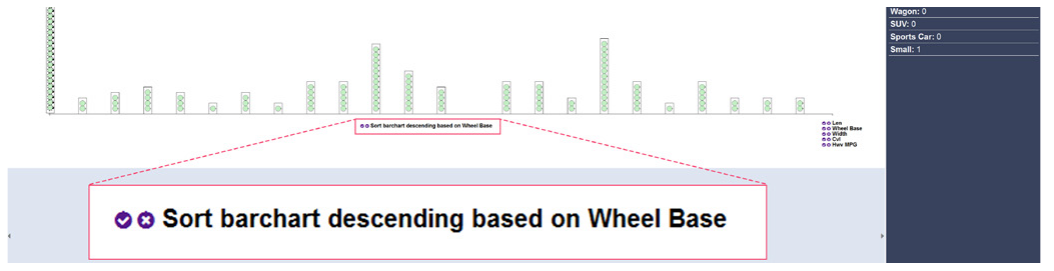 Wagon: 0
SUV: 0
Sports Car: 0
Small: 1
Sort barchart descending based on Wheel Base
Len
Wheel Base
Width
Cyl
Hwy MPG
Sort barchart descending based on Wheel Base